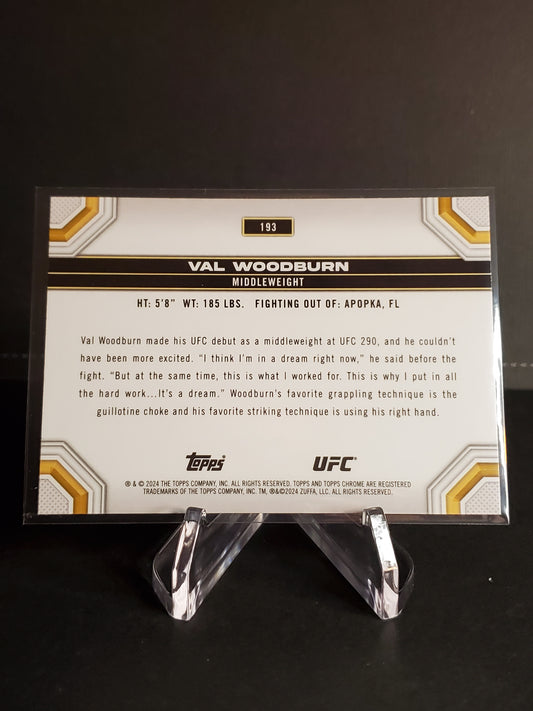 193
VAL WOODBURN
MIDDLEWEIGHT
HT: 5'8" WT: 185 LBS. FIGHTING OUT OF: APOPKA, FL
Val Woodburn made his UFC debut as a middleweight at UFC 290, and he couldn't
have been more excited. "I think I'm in a dream right now," he said before the
fight. "But at the same time, this is what I worked for. This is why I put in all
the hard work...It's a dream." Woodburn's favorite grappling technique is the
guillotine choke and his favorite striking technique is using his right hand.
Topps UFC
® & © 2024 THE TOPPS COMPANY, INC. ALL RIGHTS RESERVED. TOPPS AND TOPPS CHROME ARE REGISTERED
TRADEMARKS OF THE TOPPS COMPANY, INC. TM, ®&©2024 ZUFFA, LLC. ALL RIGHTS RESERVED.